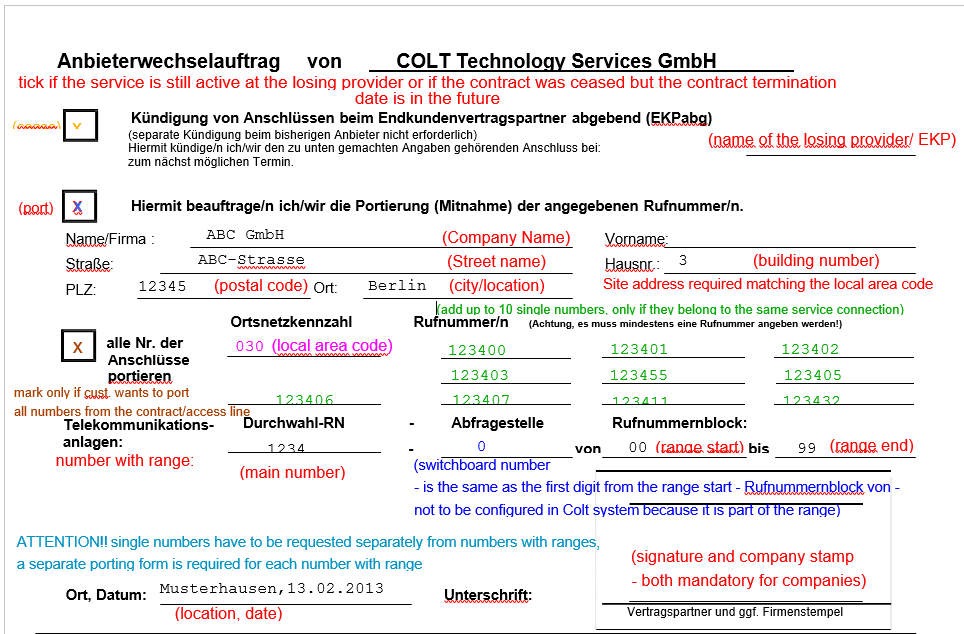 Anbieterwechselauftrag von COLT Technology Services GmbH
tick if the service is still active at the losing provider or if the contract was ceased but the contract termination
date is in the future
v Kündigung von Anschlüssen beim Endkundenvertragspartner abgebend (EKPabg)
(separate Kündigung beim bisherigen Anbieter nicht erforderlich)
(name of the losing provider/ EKP)
Hiermit kündige/n ich/wir den zu unten gemachten Angaben gehörenden Anschluss bei:
zum nächst möglichen Termin.
(port) X Hiermit beauftrage/n ich/wir die Portierung (Mitnahme) der angegebenen Rufnummer/n.
Name/Firma : ABC GmbH (Company Name) Vorname:
Straße: ABC-Strasse (Street name) Hausnr.: 3 (building number)
PLZ: 12345 (postal code) Ort: Berlin (city/location) Site address required matching the local area code
(add up to 10 single numbers, only if they belong to the same service connection)
Ortsnetzkennzahl Rufnummer/n (Achtung, es muss mindestens eine Rufnummer angeben werden!)
X alle Nr. der
Anschlüsse
portieren
030 (local area code) 123400 123401 123402
123403 123455 123405
mark only if cust. wants to port
123406 123407 123411 123432
all numbers from the contract/access line
Telekommunikations-
anlagen:
Durchwahl-RN - Abfragestelle Rufnummernblock:
1234 - 0 von 00 (range start) bis 99 (range end)
number with range:
(main number)
(switchboard number
- is the same as the first digit from the range start - Rufnummernblock von -
not to be configured in Colt system because it is part of the range)
ATTENTION!! single numbers have to be requested separately from numbers with ranges,
a separate porting form is required for each number with range
(signature and company stamp
- both mandatory for companies)
Ort, Datum: Musterhausen,13.02.2013 Unterschrift:
(location, date)
Vertragspartner und ggf. Firmenstempel